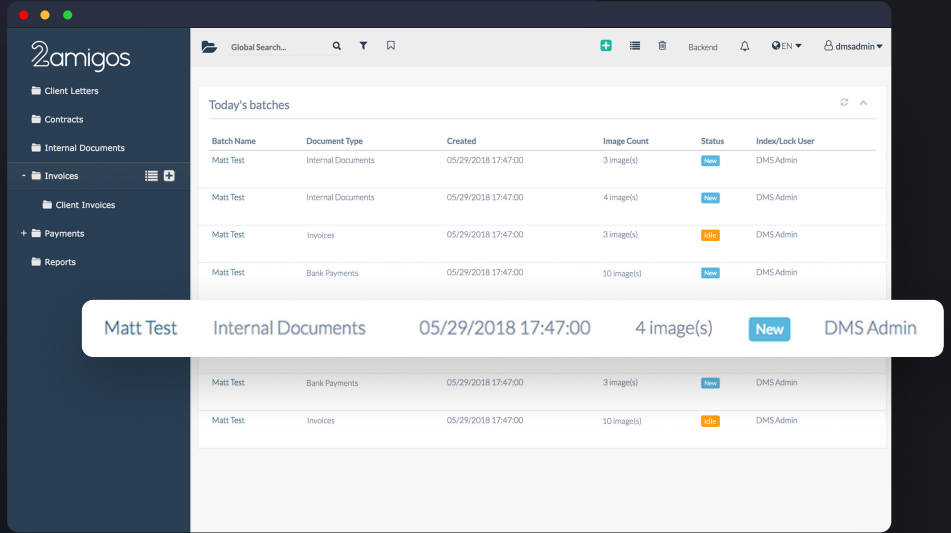 2amigos
Client Letters
Contracts
Internal Documents
- Invoices
Client Invoices
+ Payments
Reports
Global Search...
Backend
EN
dmsadmin
Today's batches
Batch Name Document Type Created Image Count Status Index/Lock User
Matt Test Internal Documents 05/29/2018 17:47:00 3 image(s) New DMS Admin
Matt Test Internal Documents 05/29/2018 17:47:00 4 image(s) New DMS Admin
Matt Test Invoices 05/29/2018 17:47:00 3 image(s) Idle DMS Admin
Matt Test Bank Payments 05/29/2018 17:47:00 10 image(s) New DMS Admin
Matt Test Internal Documents 05/29/2018 17:47:00 4 image(s) New DMS Admin
Matt Test Bank Payments 05/29/2018 17:47:00 3 image(s) New DMS Admin
Matt Test Invoices 05/29/2018 17:47:00 10 image(s) Idle DMS Admin